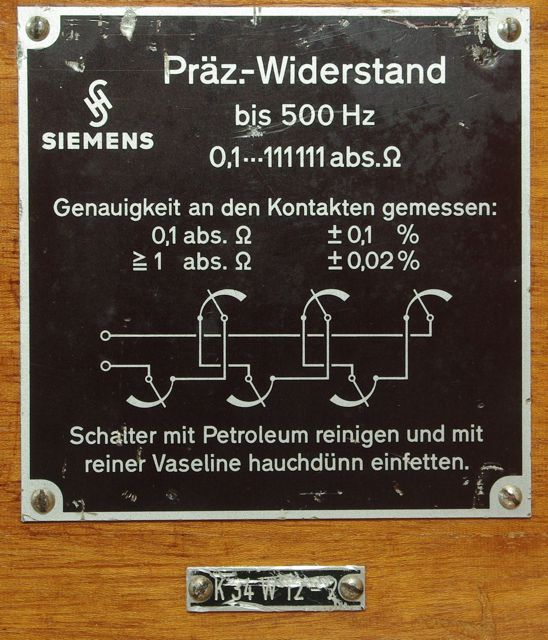 Präz.-Widerstand
bis 500 Hz
SIEMENS
0,1···111111 abs.Ω
Genauigkeit an den Kontakten gemessen:
0,1 abs. Ω ±0,1 %
≧ 1 abs. Ω ±0,02 %
Schalter mit Petroleum reinigen und mit
reiner Vaseline hauchdünn einfetten.
K 34 W 12 - 2